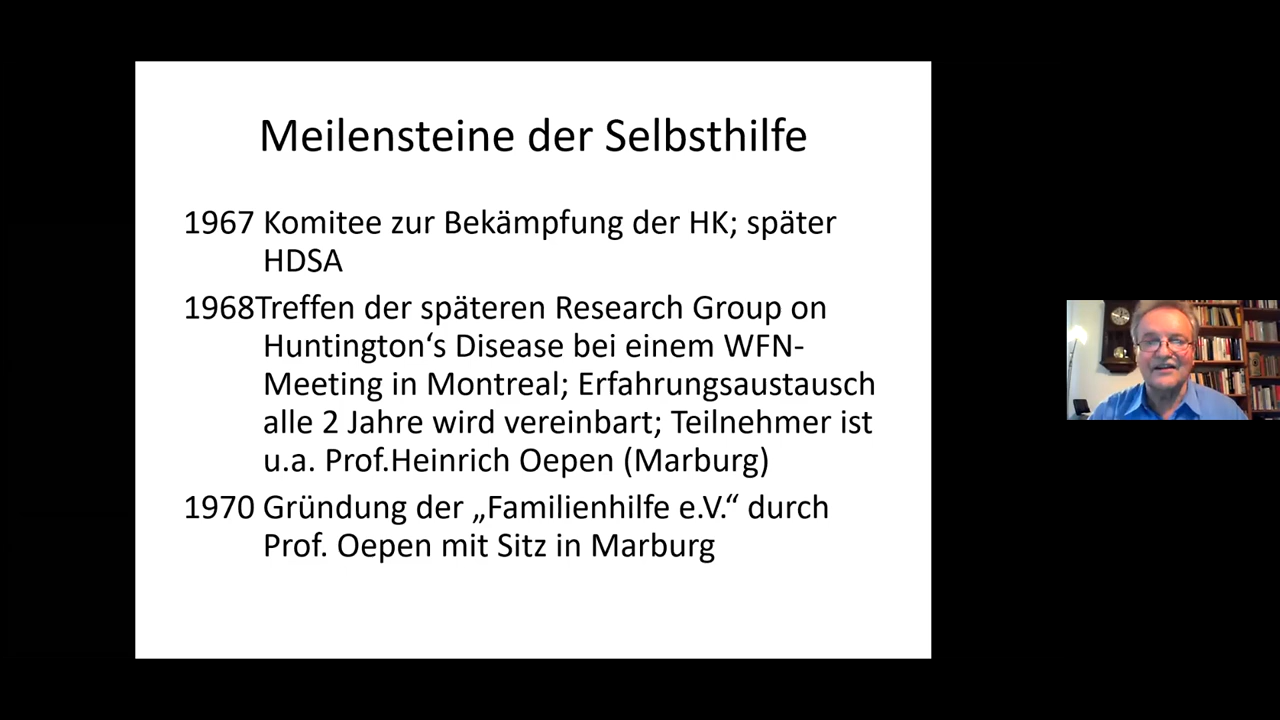 Meilensteine der Selbsthilfe
1967 Komitee zur Bekämpfung der HK; später
HDSA
1968Treffen der späteren Research Group on
Huntington‘s Disease bei einem WFN-
Meeting in Montreal; Erfahrungsaustausch
alle 2 Jahre wird vereinbart; Teilnehmer ist
u.a. Prof.Heinrich Oepen (Marburg)
1970 Gründung der „Familienhilfe e.V.“ durch
Prof. Oepen mit Sitz in Marburg